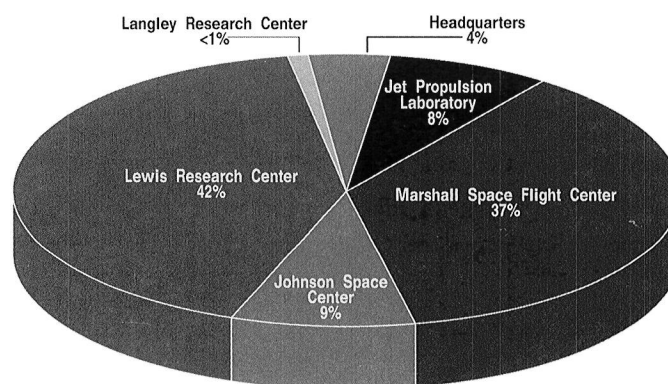 Langley Research Center
<1%
Headquarters
4%
Jet Propulsion
Laboratory
8%
Lewis Research Center
42%
Marshall Space Flight Center
37%
Johnson Space
Center
9%